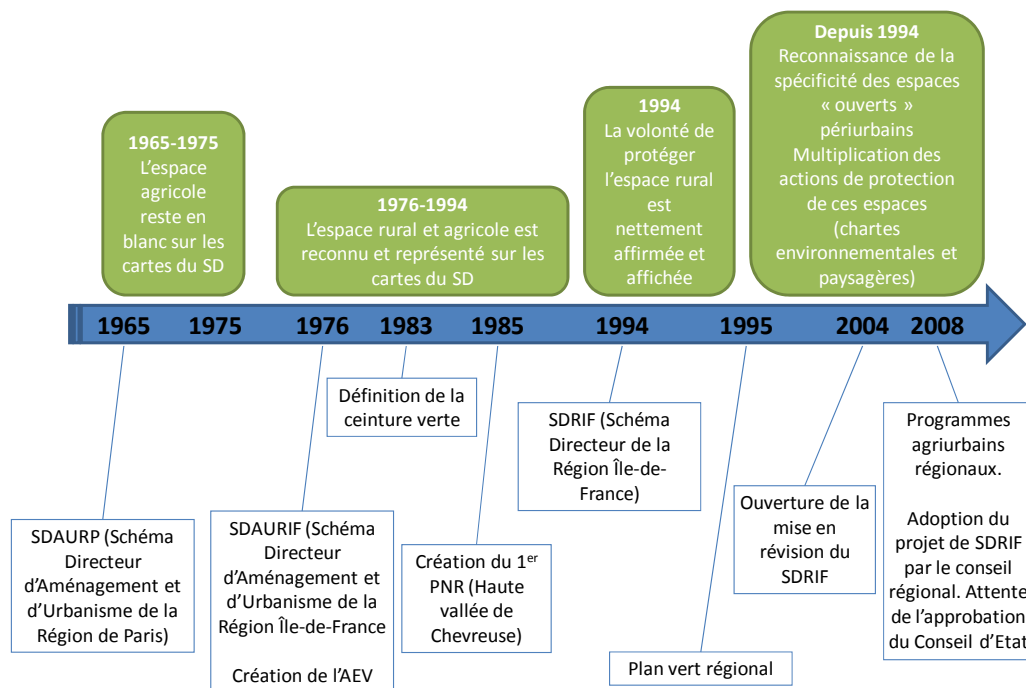 1965-1975
L'espace
agricole
reste en
blanc sur les
cartes du SD
1976-1994
L'espace rural et agricole est
reconnu et représenté sur les
cartes du SD
1994
La volonté de
protéger
l'espace rural
est
nettement
affirmée et
affichée
Depuis 1994
Reconnaissance de la
spécificité des espaces
« ouverts »
périurbains
Multiplication des
actions de protection
de ces espaces
(chartes
environnementales et
paysagères)
1965 1975 1976 1983 1985 1994 1995 2004 2008
SDAURP (Schéma
Directeur
d'Aménagement et
d'Urbanisme de la
Région de Paris)
SDAURIF (Schéma
Directeur
d'Aménagement et
d'Urbanisme de la
Région Île-de-France
Création de l'AEV
Définition de la
ceinture verte
Création du 1er
PNR (Haute
vallée de
Chevreuse)
SDRIF (Schéma
Directeur de la
Région Île-de-
France)
Plan vert régional
Ouverture de la
mise en
révision du
SDRIF
Programmes
agriurbains
régionaux.
Adoption du
projet de SDRIF
par le conseil
régional. Attente
de l'approbation
du Conseil d'Etat